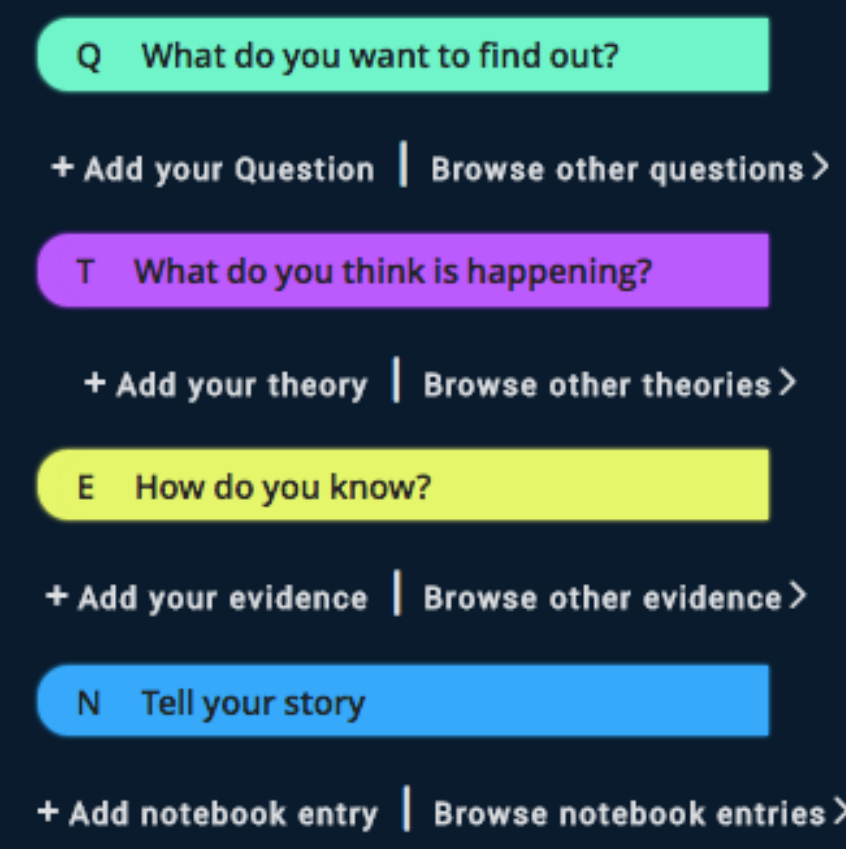 Q What do you want to find out?
+ Add your Question | Browse other questions >
T What do you think is happening?
+ Add your theory | Browse other theories >
E How do you know?
+ Add your evidence | Browse other evidence >
N Tell your story
+ Add notebook entry | Browse notebook entries >